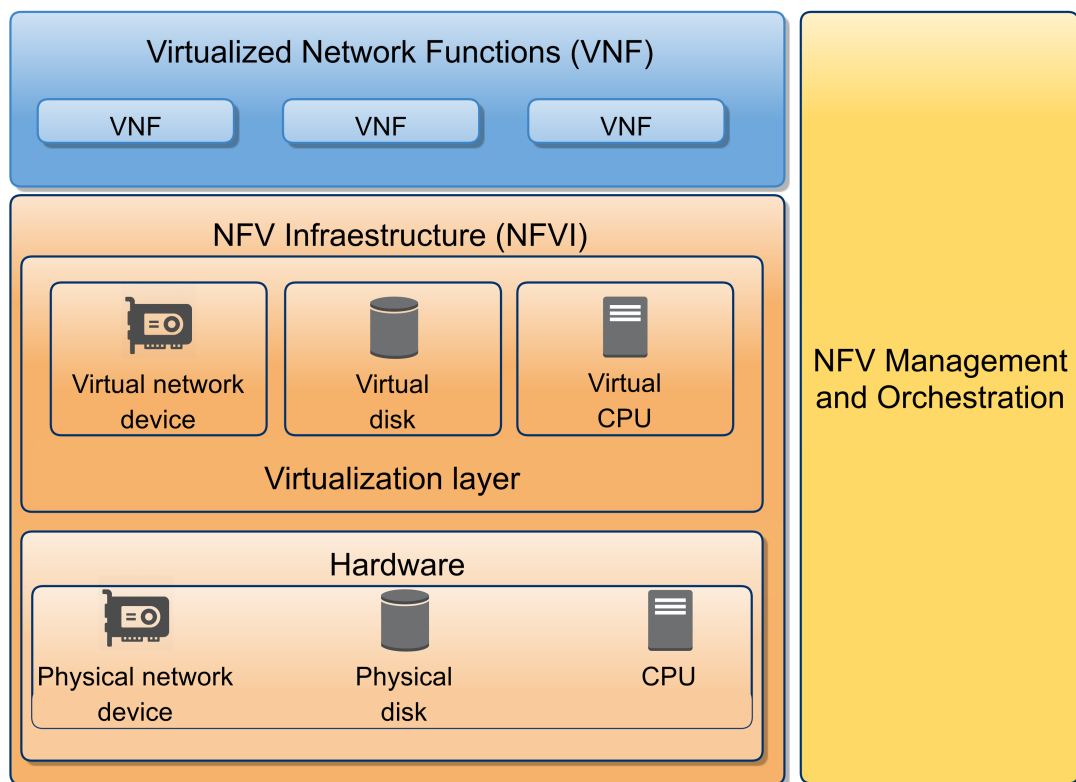 Virtualized Network Functions (VNF)
VNF
VNF
VNF
NFV Infraestructure (NFVI)
Virtual network
device
Virtual
disk
Virtual
CPU
Virtualization layer
Hardware
Physical network
device
Physical
disk
CPU
NFV Management
and Orchestration